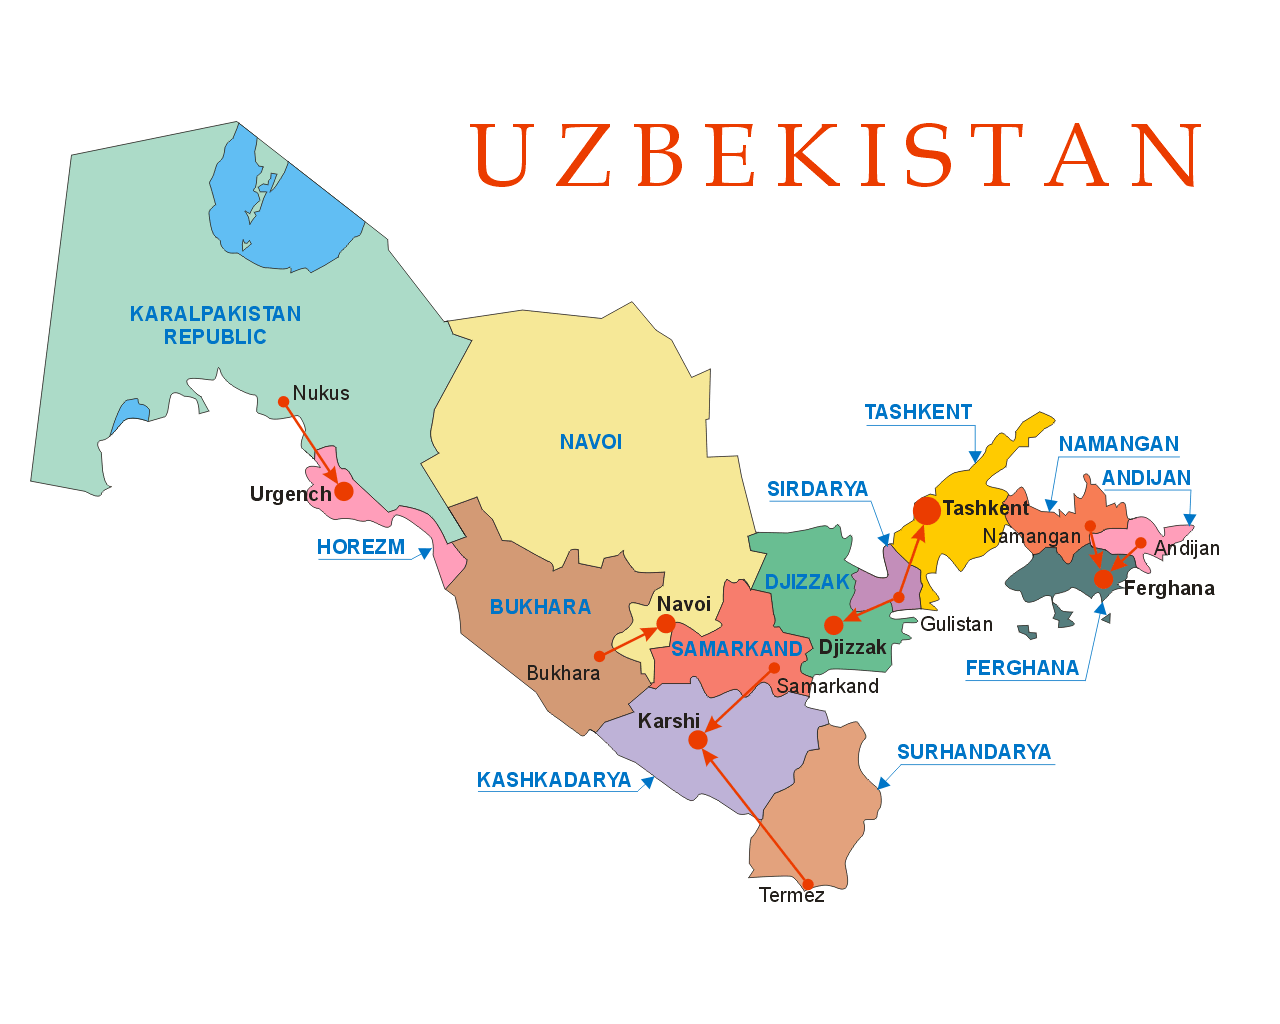 UZBEKISTAN
KARALPAKISTAN
REPUBLIC
Nukus
NAVOI
TASHKENT
NAMANGAN
ANDIJAN
SIRDARYA
Urgench
Tashkent
Namangan
HOREZM
Andijan
DJIZZAK
Ferghana
BUKHARA
Navoi
Gulistan
SAMARKAND
Djizzak
FERGHANA
Bukhara
Samarkand
Karshi
SURHANDARYA
KASHKADARYA
Termez